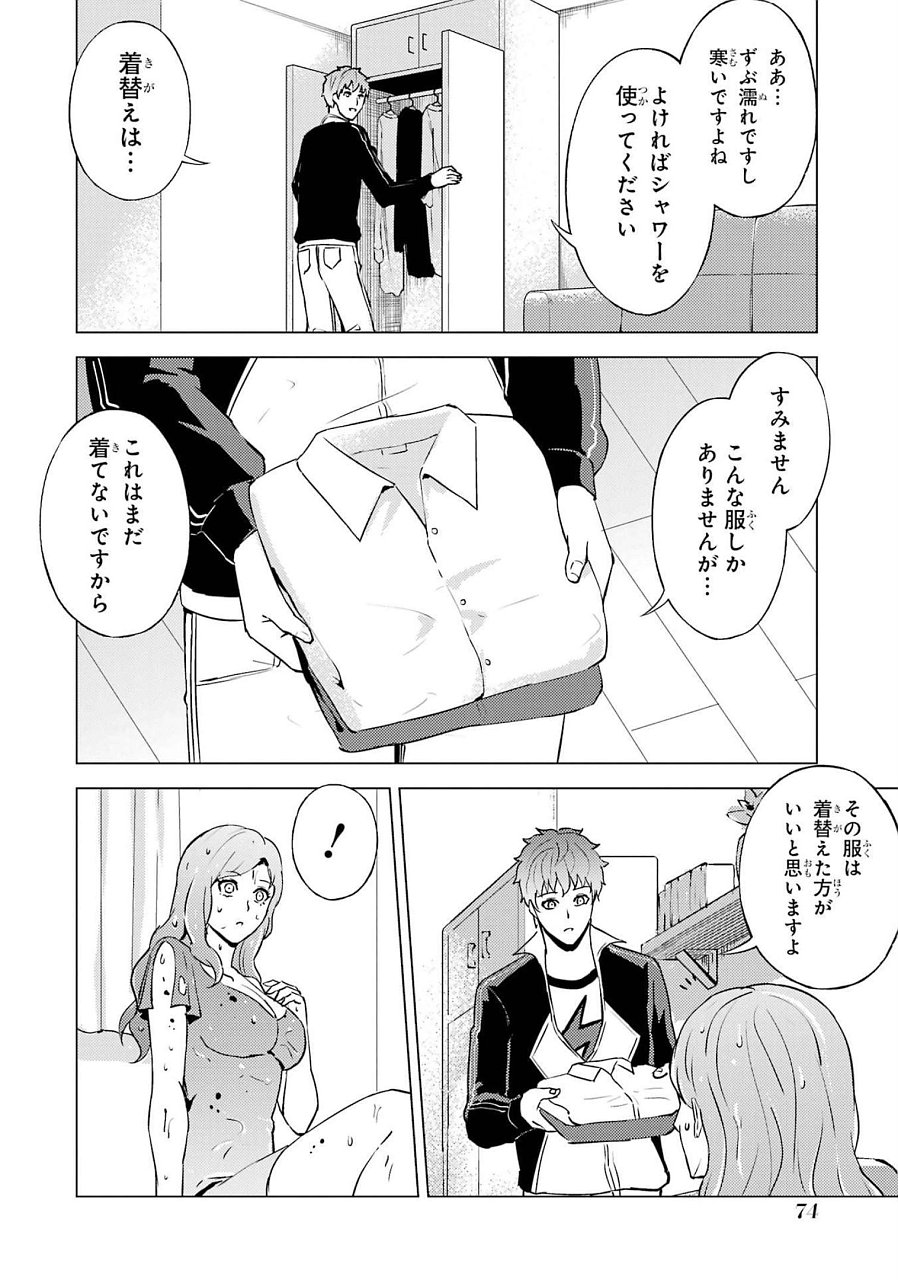 ああ…
ずぶ濡れですし
寒いですよね
よければシャワーを
使ってください
着替えは…
すみません
こんな服しか
ありませんが…
これはまだ
着てないですから
その服は
着替えた方が
いいと思いますよ
！
74